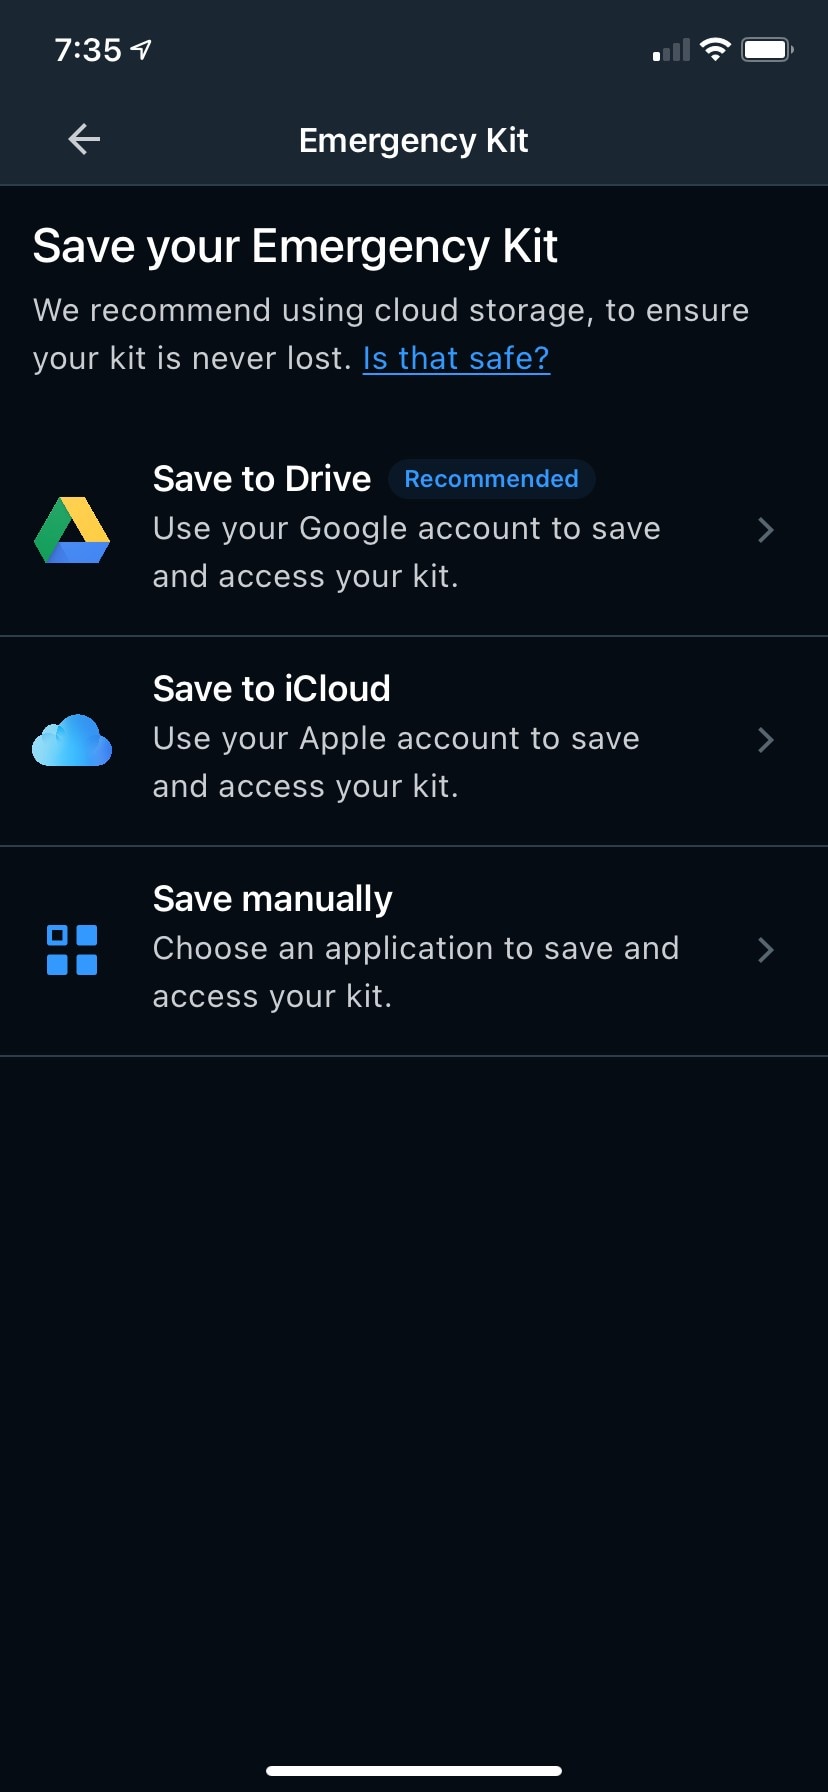 7:35
Emergency Kit
Save your Emergency Kit
We recommend using cloud storage, to ensure
your kit is never lost. Is that safe?
Save to Drive Recommended
Use your Google account to save
and access your kit.
Save to iCloud
Use your Apple account to save
and access your kit.
Save manually
Choose an application to save and
access your kit.